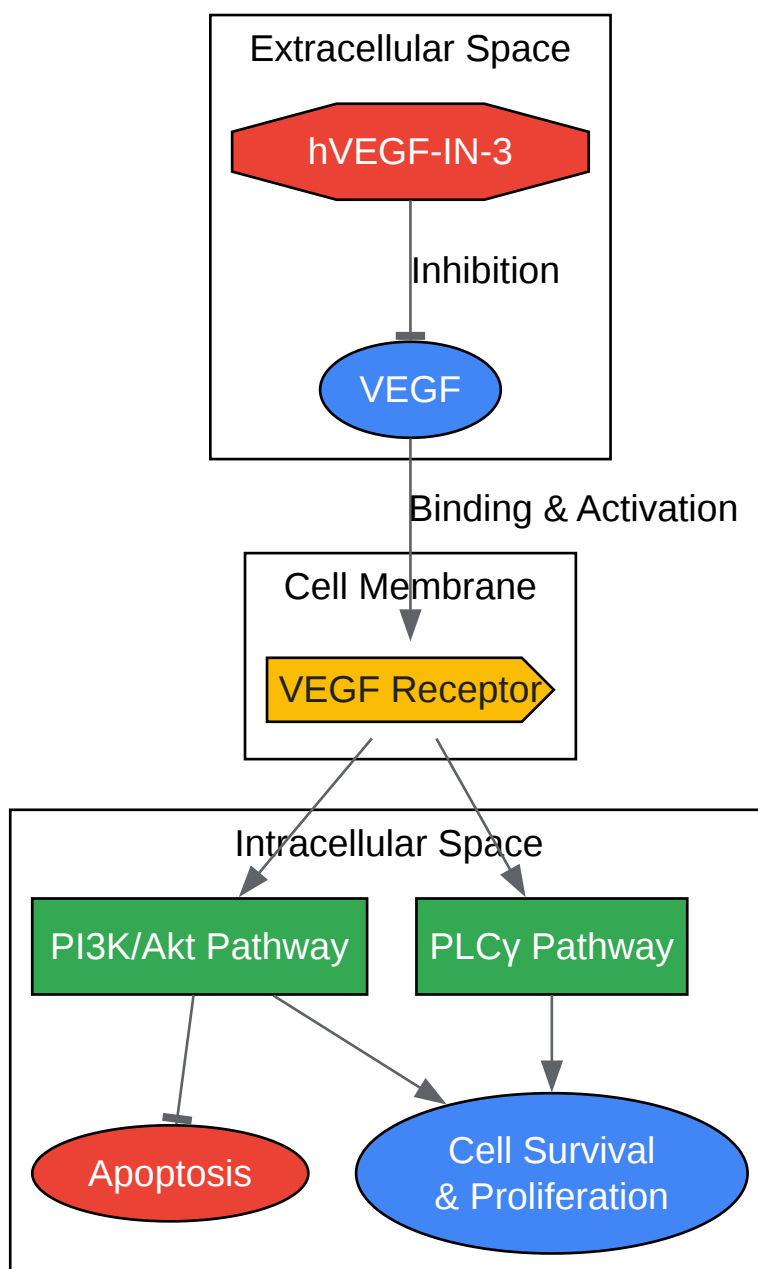 Extracellular Space
hVEGF-IN-3
Inhibition
VEGF
Binding & Activation
Cell Membrane
VEGF Receptor
Intracellular Space
PI3K/Akt Pathway
PLCγ Pathway
Apoptosis
Cell Survival
& Proliferation